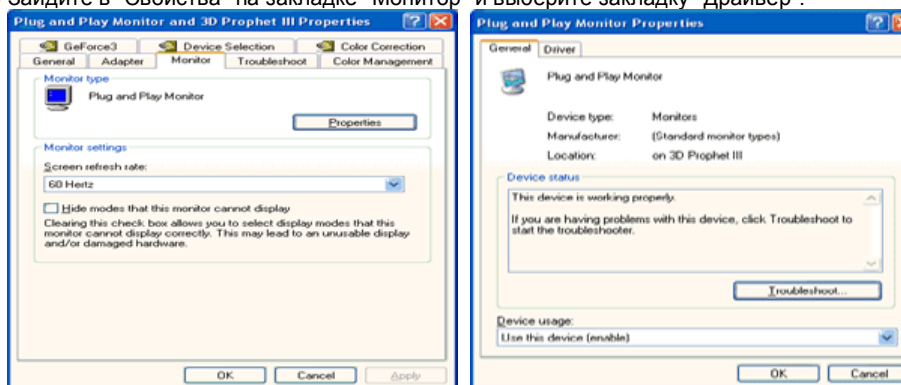 Зайдите в "Свойства" на закладке "Монитор" и выберите закладку "Драйвер".
Plug and Play Monitor and 3D Prophet III Properties
GeForce3 Device Selection Color Correction
General Adapter Monitor Troubleshoot Color Management
Monitor type
Plug and Play Monitor
Properties
Monitor settings
Screen refresh rate:
60 Hertz
Hide modes that this monitor cannot display
Clearing this check box allows you to select display modes that this
monitor cannot display correctly. This may lead to an unusable display
and/or damaged hardware.
OK Cancel Apply
Plug and Play Monitor Properties
General Driver
Plug and Play Monitor
Device type: Monitors
Manufacturer: (Standard monitor types)
Location: on 3D Prophet III
Device status
This device is working properly.
If you are having problems with this device, click Troubleshoot to
start the troubleshooter.
Troubleshoot...
Device usage:
Use this device (enable)
OK Cancel